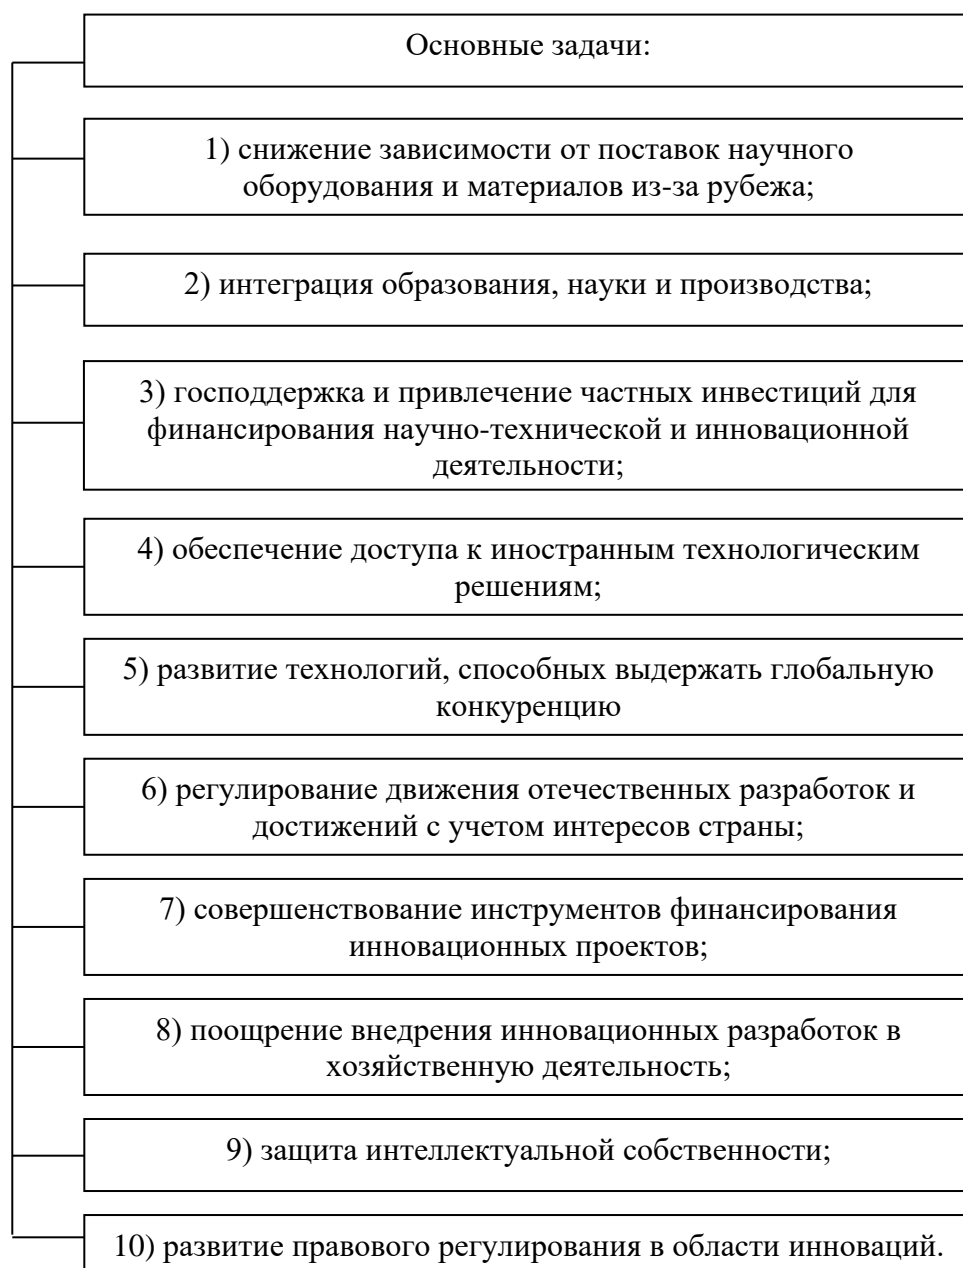 Основные задачи:
1) снижение зависимости от поставок научного
оборудования и материалов из-за рубежа;
2) интеграция образования, науки и производства;
3) господдержка и привлечение частных инвестиций для
финансирования научно-технической и инновационной
деятельности;
4) обеспечение доступа к иностранным технологическим
решениям;
5) развитие технологий, способных выдержать глобальную
конкуренцию
6) регулирование движения отечественных разработок и
достижений с учетом интересов страны;
7) совершенствование инструментов финансирования
инновационных проектов;
8) поощрение внедрения инновационных разработок в
хозяйственную деятельность;
9) защита интеллектуальной собственности;
10) развитие правового регулирования в области инноваций.